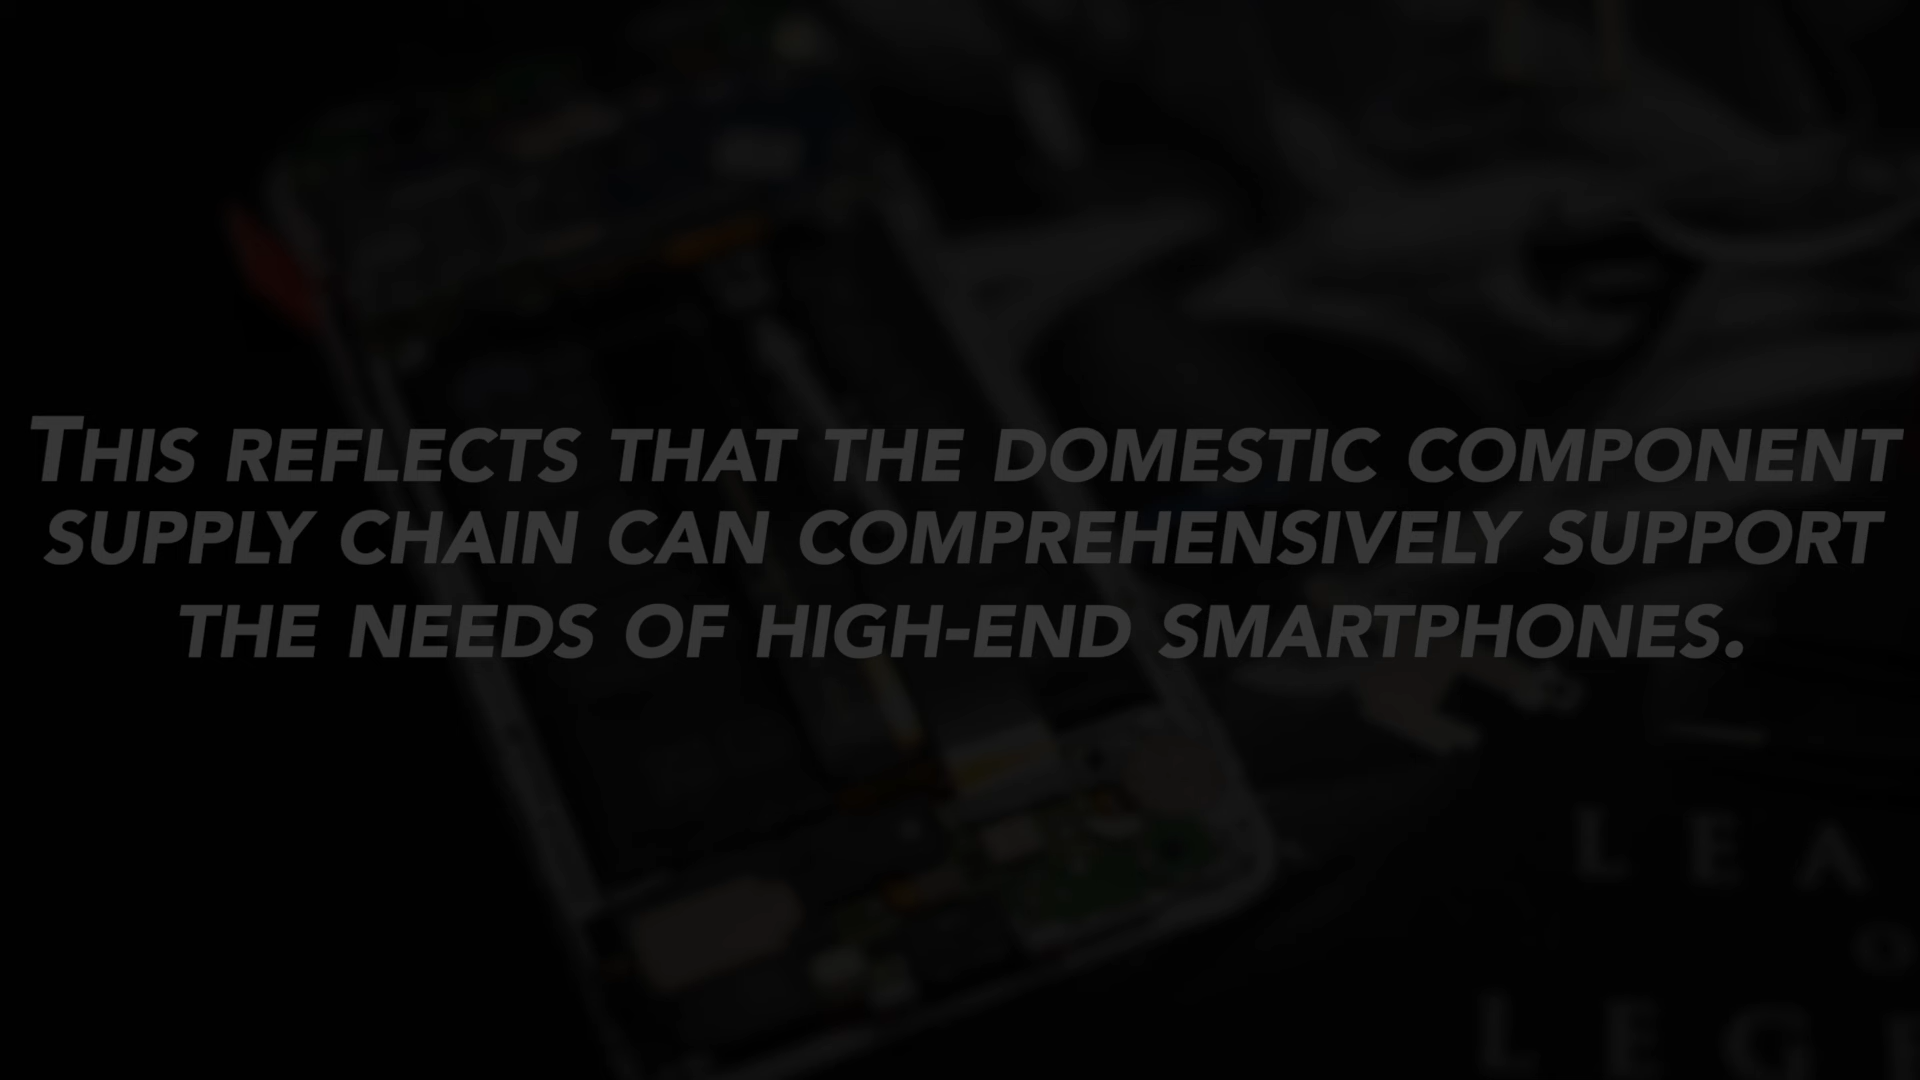 This reflects that the domestic component
supply chain can comprehensively support
the needs of high-end smartphones.
L E A
O
L E G